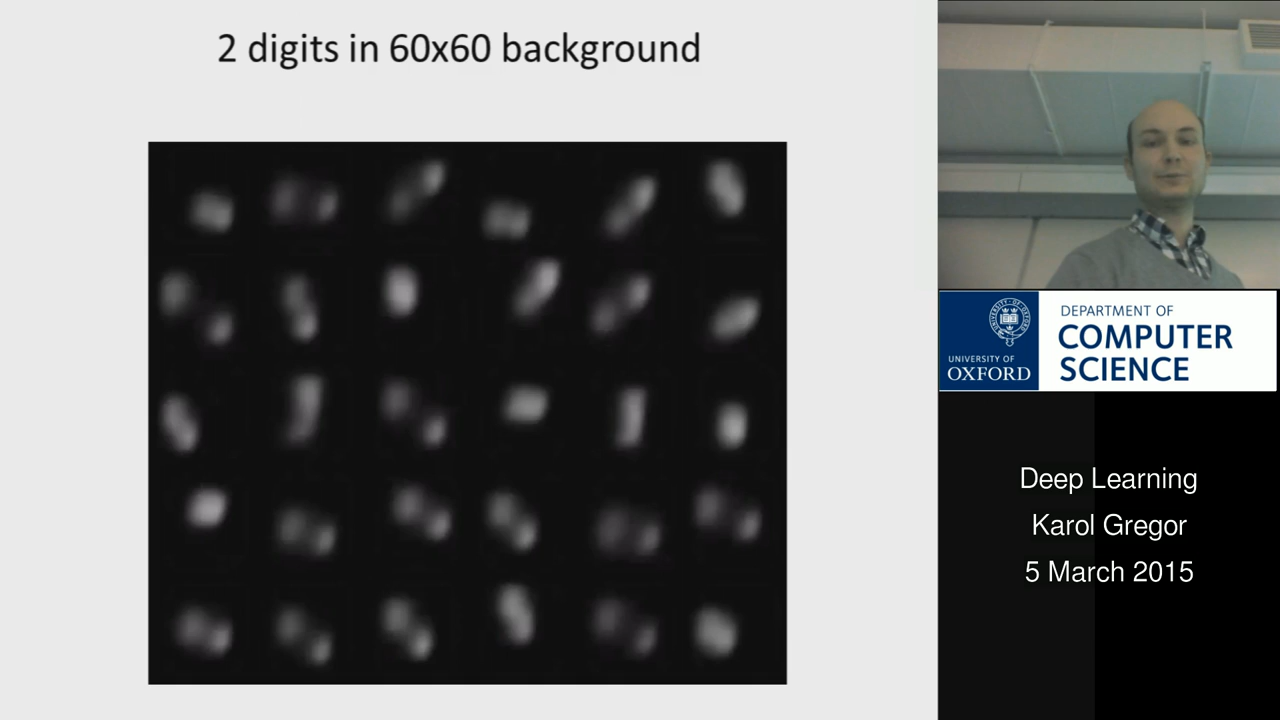 2 digits in 60x60 background
UNIVERSITY OF
OXFORD
DEPARTMENT OF
COMPUTER
SCIENCE
Deep Learning
Karol Gregor
5 March 2015